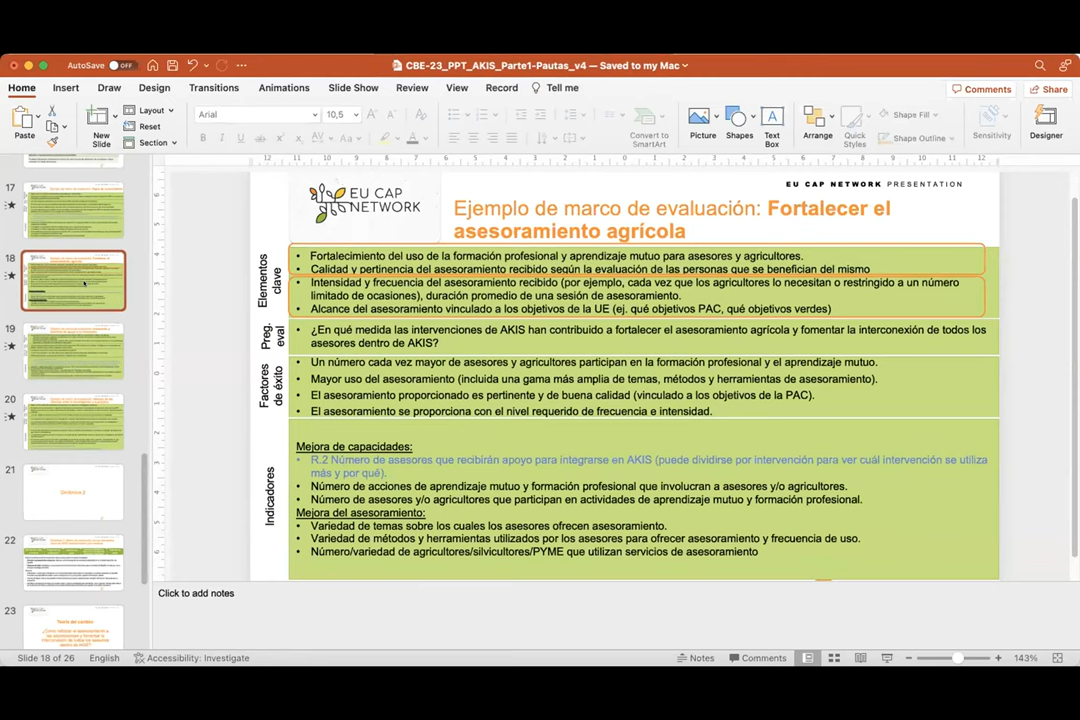 AutoSave OFF CBE-23_PPT_AKIS_Parte1-Pautas_v4 — Saved to my Mac
Home Insert Draw Design Transitions Animations Slide Show Review View Record Tell me Comments Share
Paste New Slide Layout Reset Section Arial 10,5 Convert to SmartArt Picture Shapes Text Box Arrange Quick Styles Shape Fill Shape Outline Sensitivity Designer
17
18
19
20
21
Dinámica 2
22
23
EU CAP NETWORK
EU CAP NETWORK PRESENTATION
Ejemplo de marco de evaluación: Fortalecer el
asesoramiento agrícola
Elementos clave
• Fortalecimiento del uso de la formación profesional y aprendizaje mutuo para asesores y agricultores.
• Calidad y pertinencia del asesoramiento recibido según la evaluación de las personas que se benefician del mismo
• Intensidad y frecuencia del asesoramiento recibido (por ejemplo, cada vez que los agricultores lo necesitan o restringido a un número
limitado de ocasiones), duración promedio de una sesión de asesoramiento.
• Alcance del asesoramiento vinculado a los objetivos de la UE (ej. qué objetivos PAC, qué objetivos verdes)
Preg. eval
• ¿En qué medida las intervenciones de AKIS han contribuido a fortalecer el asesoramiento agrícola y fomentar la interconexión de todos los
asesores dentro de AKIS?
Factores de éxito
• Un número cada vez mayor de asesores y agricultores participan en la formación profesional y el aprendizaje mutuo.
• Mayor uso del asesoramiento (incluida una gama más amplia de temas, métodos y herramientas de asesoramiento).
• El asesoramiento proporcionado es pertinente y de buena calidad (vinculado a los objetivos de la PAC).
• El asesoramiento se proporciona con el nivel requerido de frecuencia e intensidad.
Indicadores
Mejora de capacidades:
• R.2 Número de asesores que recibirán apoyo para integrarse en AKIS (puede dividirse por intervención para ver cuál intervención se utiliza
más y por qué).
• Número de acciones de aprendizaje mutuo y formación profesional que involucran a asesores y/o agricultores.
• Número de asesores y/o agricultores que participan en actividades de aprendizaje mutuo y formación profesional.
Mejora del asesoramiento:
• Variedad de temas sobre los cuales los asesores ofrecen asesoramiento.
• Variedad de métodos y herramientas utilizados por los asesores para ofrecer asesoramiento y frecuencia de uso.
• Número/variedad de agricultores/silvicultores/PYME que utilizan servicios de asesoramiento
Click to add notes
Slide 18 of 26 English Accessibility: Investigate Notes Comments 143%